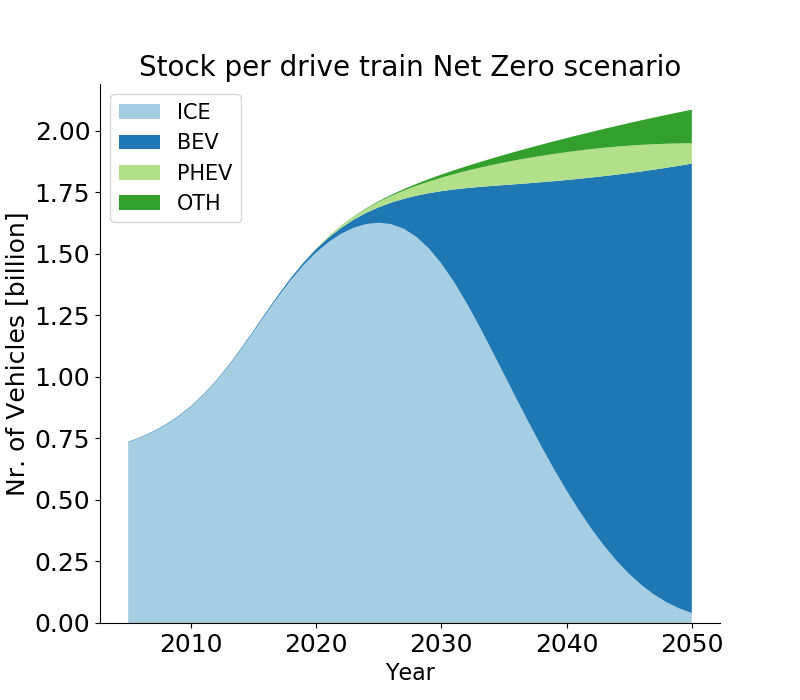 Stock per drive train Net Zero scenario
ICE
BEV
PHEV
OTH
Nr. of Vehicles [billion]
2.00
1.75
1.50
1.25
1.00
0.75
0.50
0.25
0.00
2010 2020 2030 2040 2050
Year